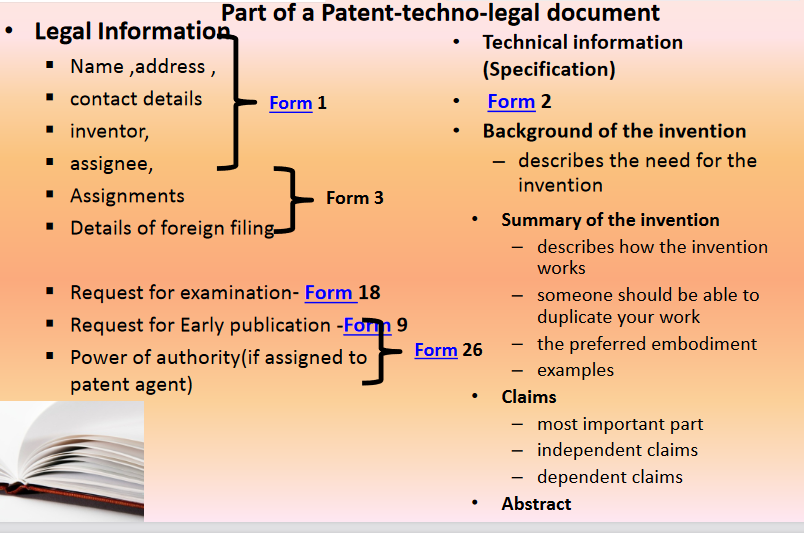 Part of a Patent-techno-legal document
• Legal Information
▪ Name ,address ,
▪ contact details
▪ inventor,
▪ assignee,
Form 1
▪ Assignments
▪ Details of foreign filing
Form 3
▪ Request for examination- Form 18
▪ Request for Early publication -Form 9
▪ Power of authority(if assigned to
patent agent)
Form 26
• Technical information
(Specification)
• Form 2
• Background of the invention
– describes the need for the
invention
• Summary of the invention
– describes how the invention
works
– someone should be able to
duplicate your work
– the preferred embodiment
– examples
• Claims
– most important part
– independent claims
– dependent claims
• Abstract